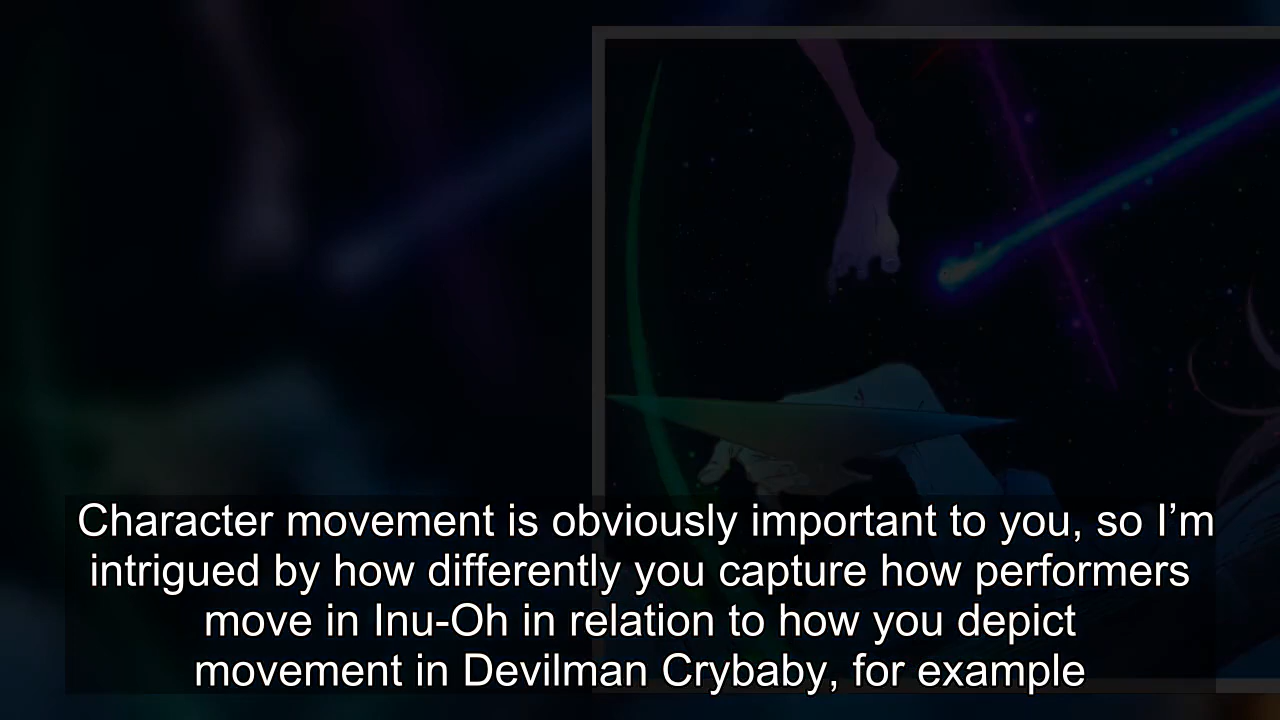 Character movement is obviously important to you, so I’m
intrigued by how differently you capture how performers
move in Inu-Oh in relation to how you depict
movement in Devilman Crybaby, for example